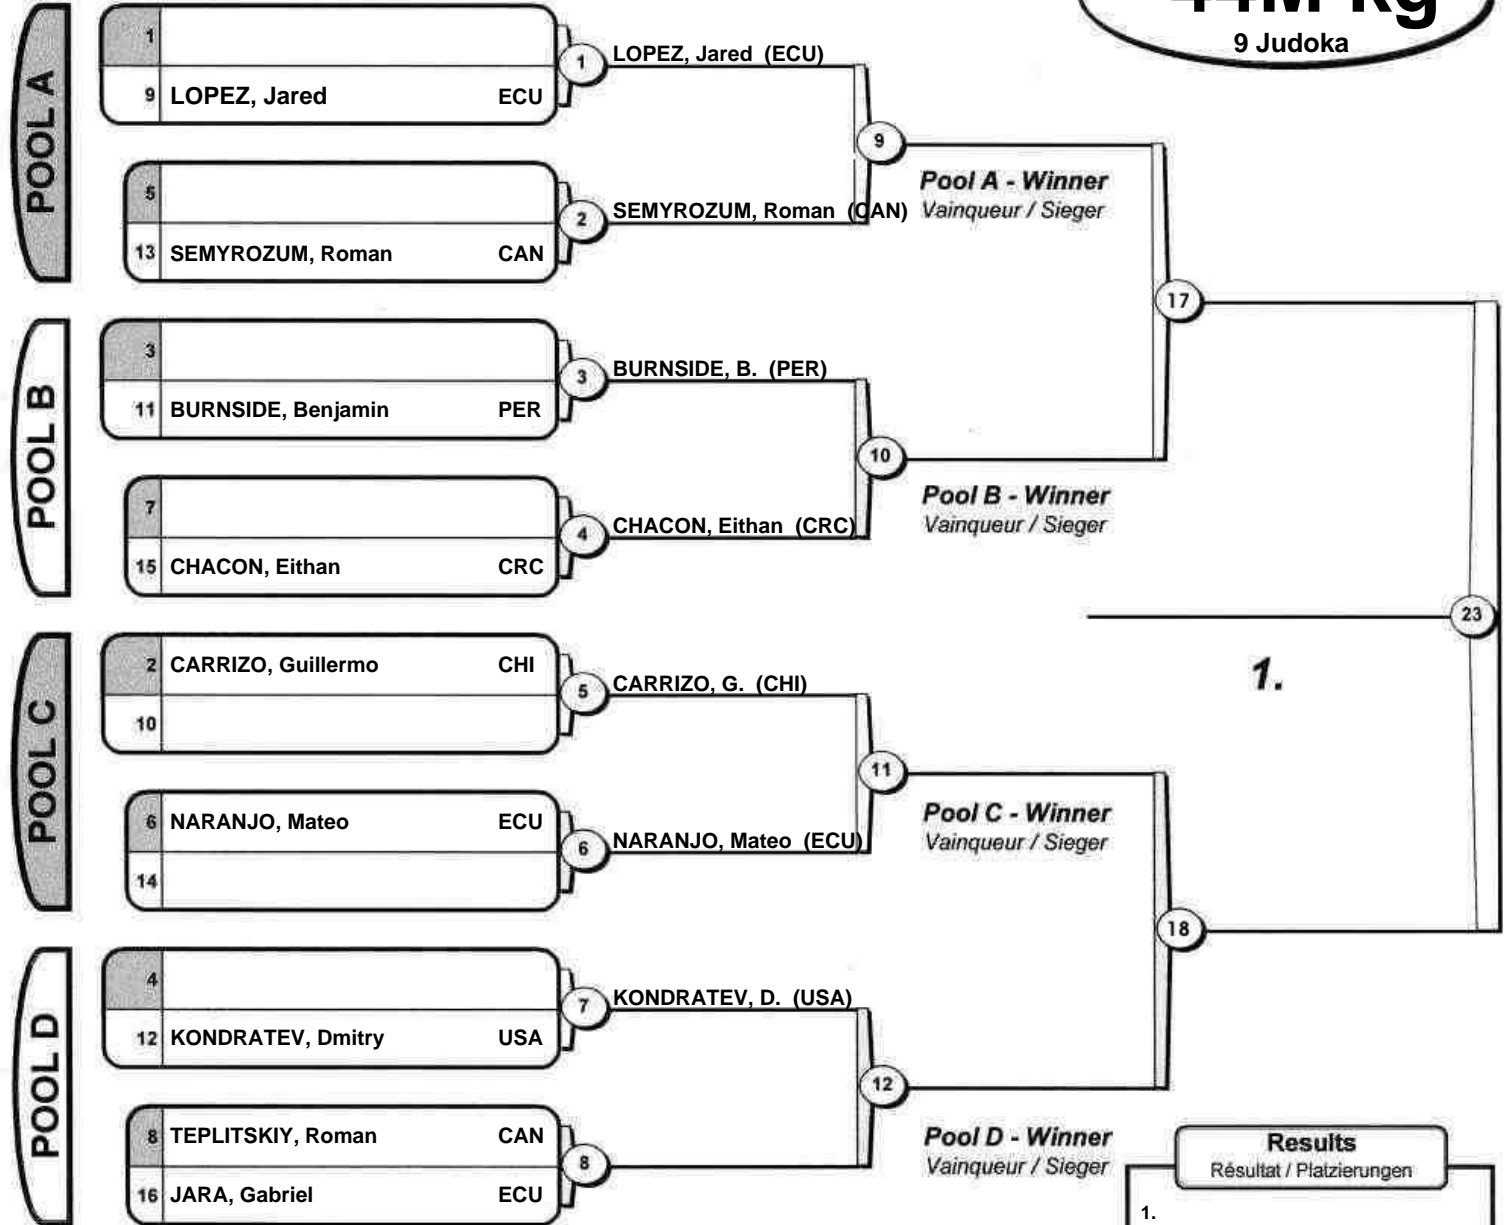 44M kg
9 Judoka
POOL A
1
9 LOPEZ, Jared ECU
1 LOPEZ, Jared (ECU)
5
13 SEMYROZUM, Roman CAN
2 SEMYROZUM, Roman (CAN)
9
Pool A - Winner
Vainqueur / Sieger
POOL B
3
11 BURNSIDE, Benjamin PER
3 BURNSIDE, B. (PER)
7
15 CHACON, Eithan CRC
4 CHACON, Eithan (CRC)
10
Pool B - Winner
Vainqueur / Sieger
17
23
1.
POOL C
2 CARRIZO, Guillermo CHI
10
5 CARRIZO, G. (CHI)
6 NARANJO, Mateo ECU
14
6 NARANJO, Mateo (ECU)
11
Pool C - Winner
Vainqueur / Sieger
18
POOL D
4
12 KONDRATEV, Dmitry USA
7 KONDRATEV, D. (USA)
8 TEPLITSKIY, Roman CAN
16 JARA, Gabriel ECU
8
12
Pool D - Winner
Vainqueur / Sieger
Results
Résultat / Platzierungen
1.